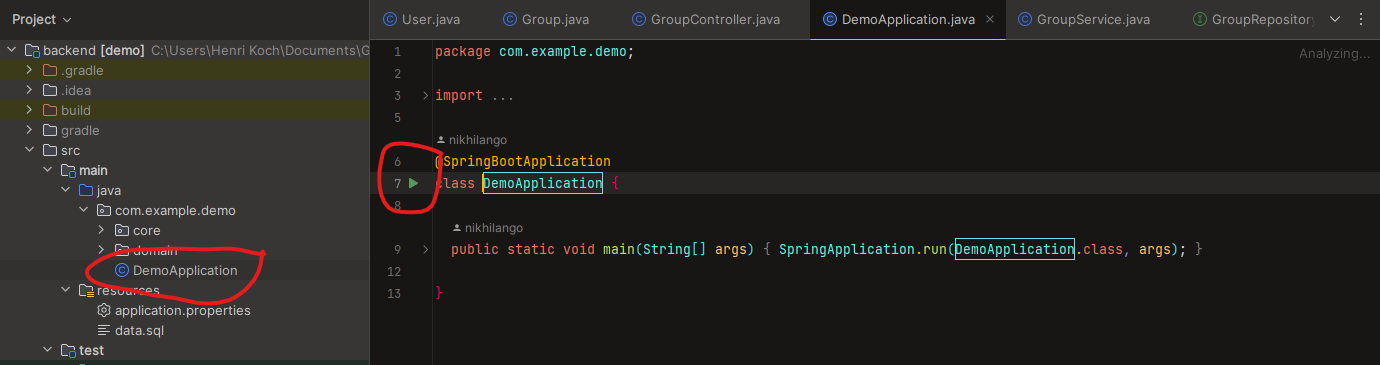 Project
backend [demo] C:\Users\Henri Koch\Documents\G
.gradle
.idea
build
gradle
src
main
java
com.example.demo
core
domain
DemoApplication
resources
application.properties
data.sql
test
User.java
Group.java
GroupController.java
DemoApplication.java
GroupService.java
GroupRepository
Analyzing...
1 package com.example.demo;
2
3 import ...
5
nikhilango
6 @SpringBootApplication
7 class DemoApplication {
8
nikhilango
9 public static void main(String[] args) { SpringApplication.run(DemoApplication.class, args); }
12
13 }